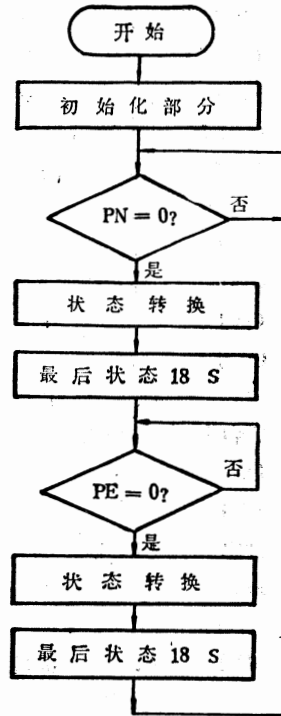 开始
初始化部分
PN = 0?
否
是
状态转换
最后状态 18 S
PE = 0?
否
是
状态转换
最后状态 18 S